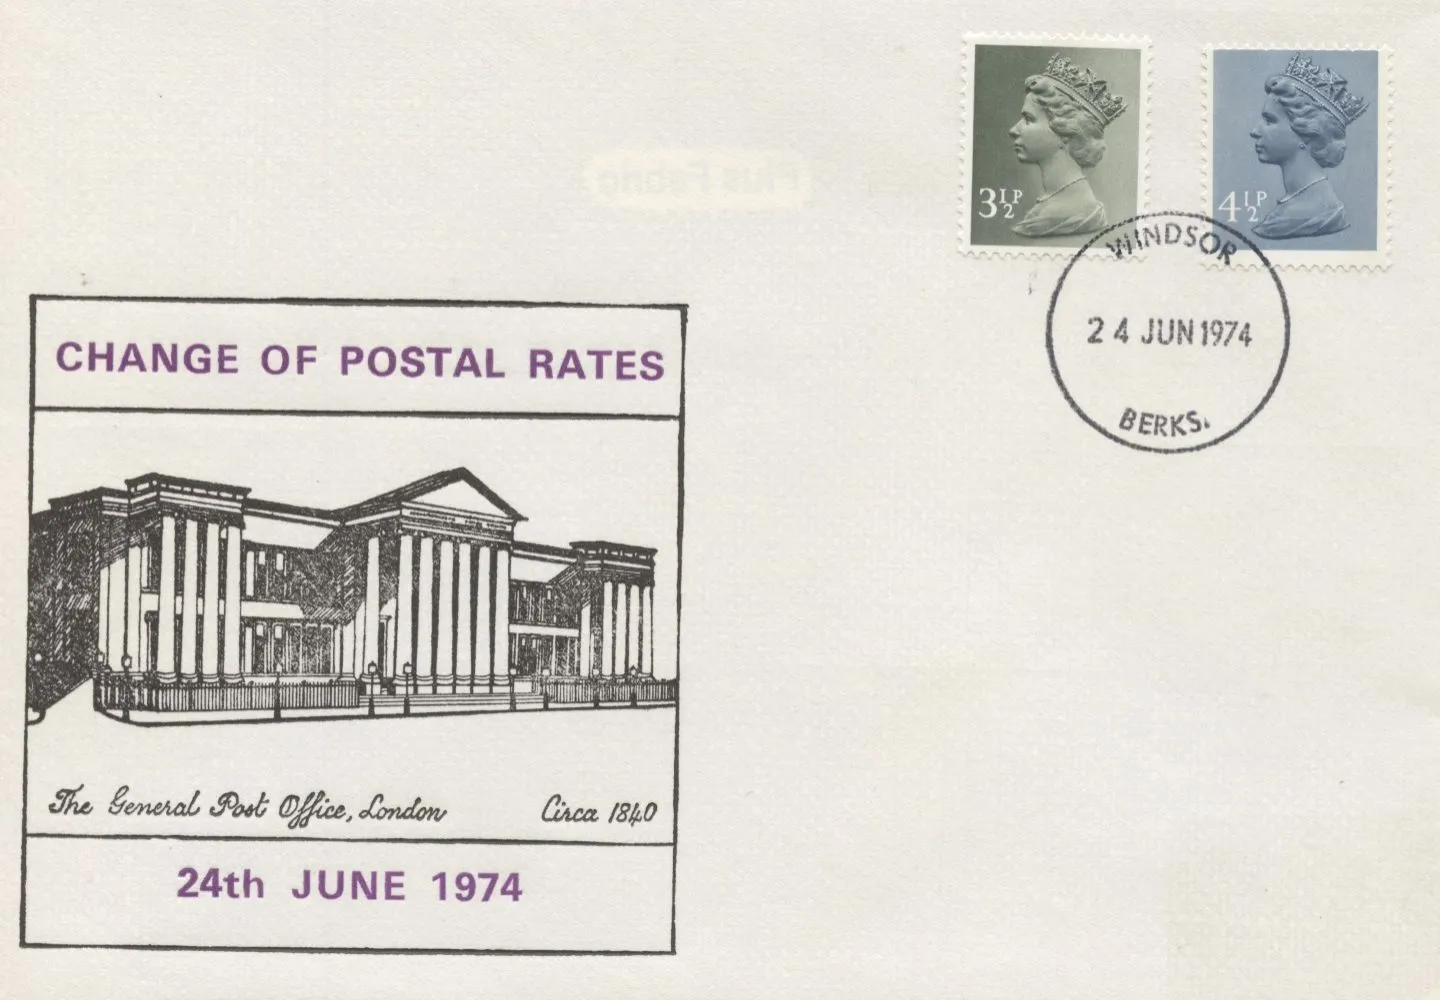 3½P
4½P
WINDSOR
24 JUN 1974
BERKS.
CHANGE OF POSTAL RATES
The General Post Office, London
Circa 1840
24th JUNE 1974